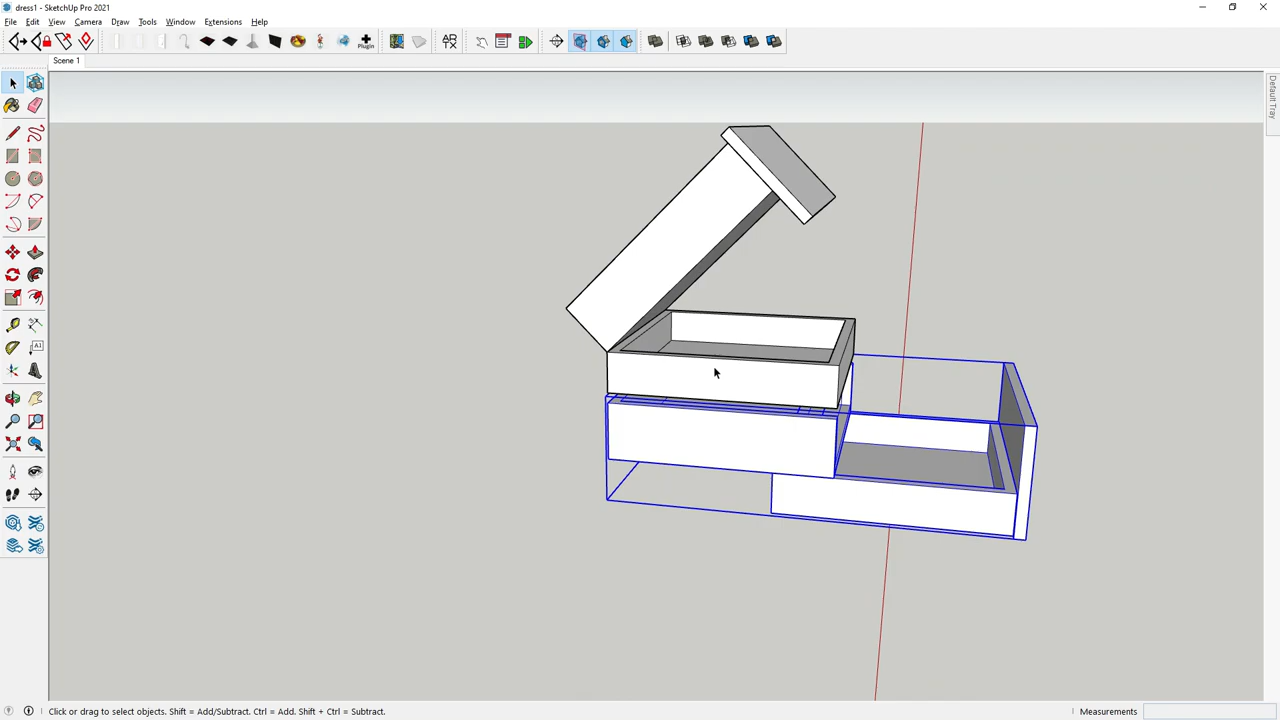 dress1 - SketchUp Pro 2021
File Edit View Camera Draw Tools Window Extensions Help
Plugin
Scene 1
Default Tray
Click or drag to select objects. Shift = Add/Subtract. Ctrl = Add. Shift + Ctrl = Subtract.
Measurements